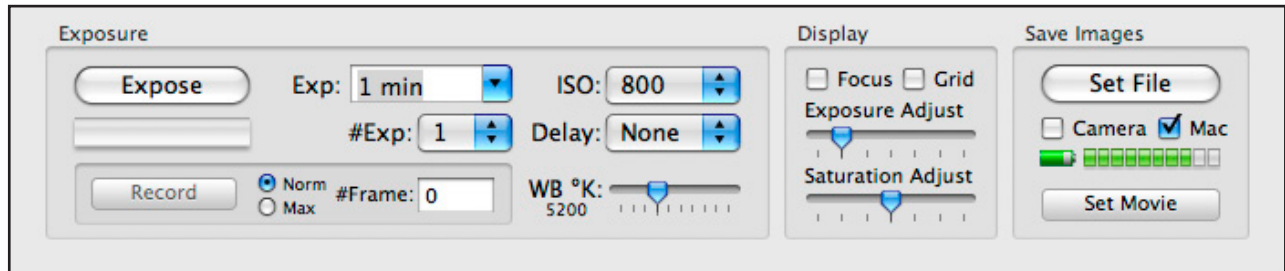 Exposure
Expose
Exp: 1 min
ISO: 800
#Exp: 1
Delay: None
Record
Norm
Max
#Frame: 0
WB °K:
5200
Display
Focus
Grid
Exposure Adjust
Saturation Adjust
Save Images
Set File
Camera
Mac
Set Movie